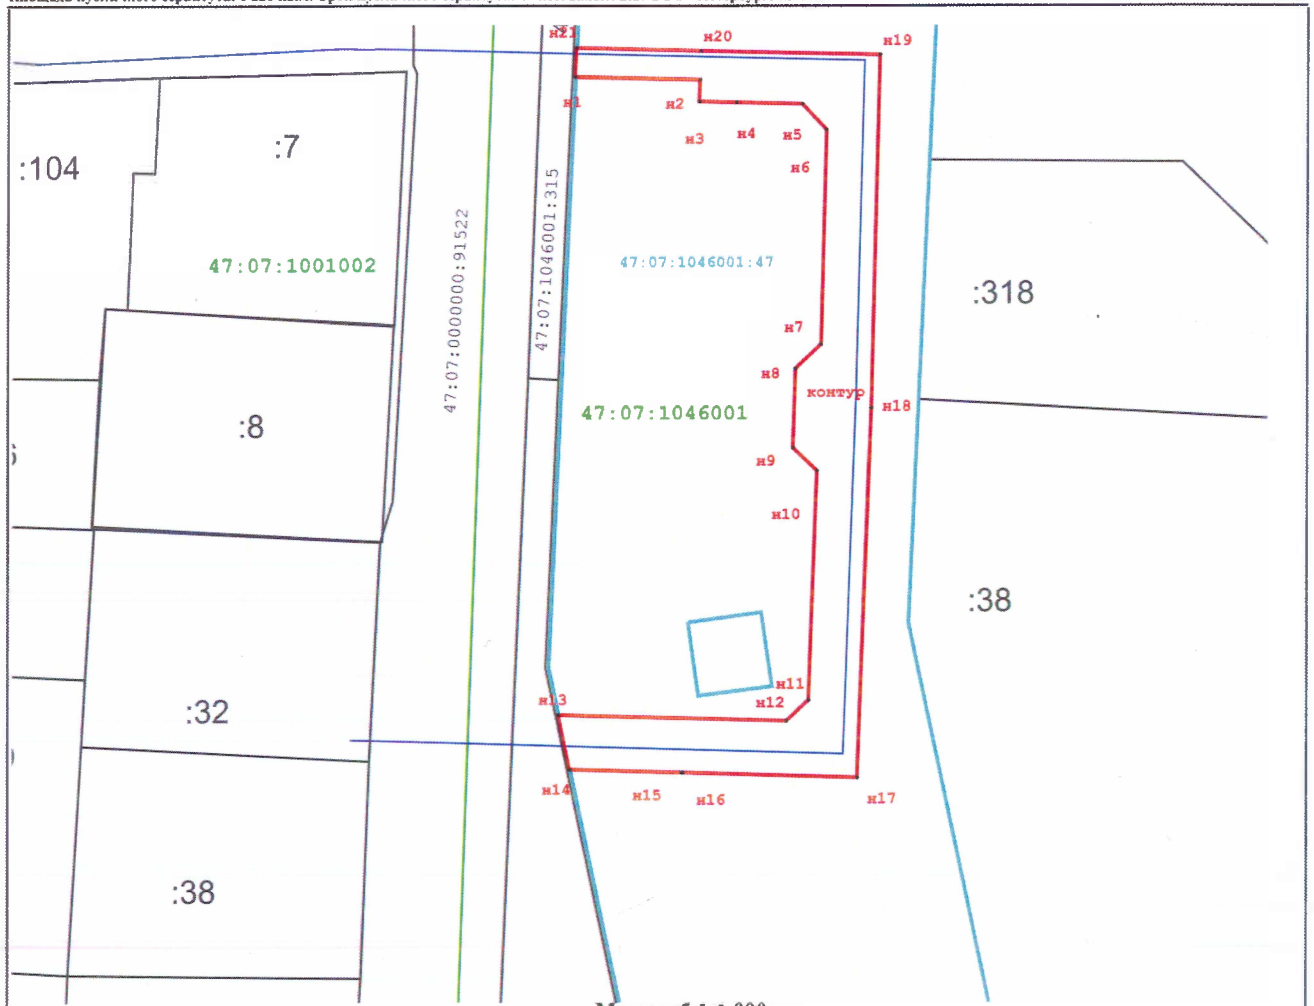 н21
н20
н19
н1
н2
н3
н4
н5
н6
:7
:104
47:07:1001002
47:07:0000000:91522
47:07:1046001:315
47:07:1046001:47
:318
н7
н8
контур
н18
47:07:1046001
:8
н9
н10
:38
н11
н12
н13
:32
н14
н15
н16
н17
:38